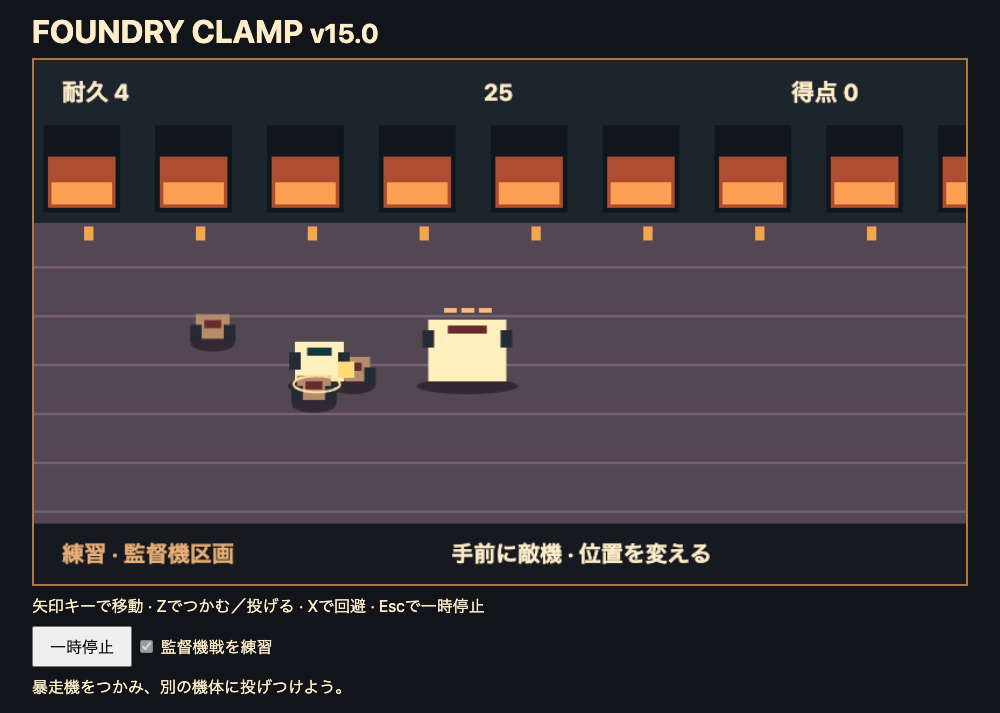 FOUNDRY CLAMP v15.0
耐久 4 25 得点 0
練習 · 監督機区画 手前に敵機 · 位置を変える
矢印キーで移動 · Zでつかむ／投げる · Xで回避 · Escで一時停止
一時停止 監督機戦を練習
暴走機をつかみ、別の機体に投げつけよう。